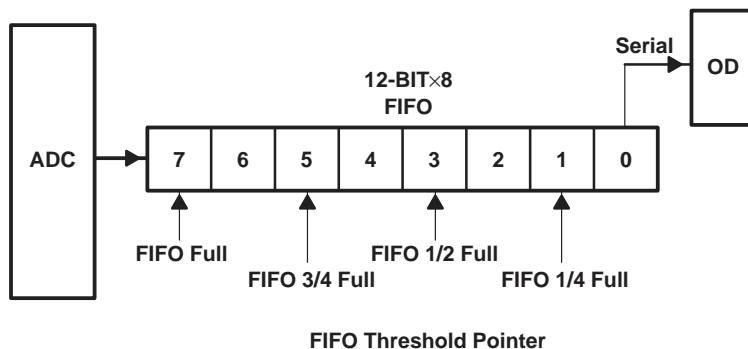 Serial
OD
12-BIT×8
FIFO
ADC
7 6 5 4 3 2 1 0
FIFO Full
FIFO 1/2 Full
FIFO 3/4 Full
FIFO 1/4 Full
FIFO Threshold Pointer